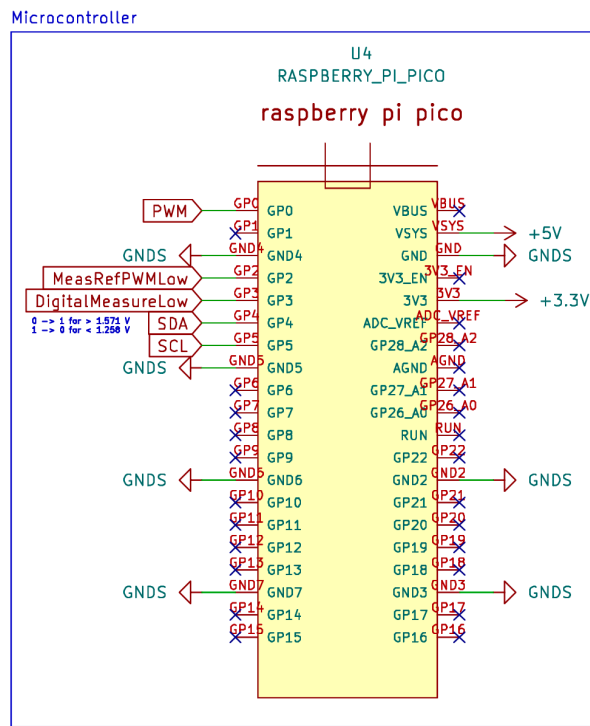 Microcontroller
U4
RASPBERRY_PI_PICO
raspberry pi pico
PWM GP0 GP0 VBUS VBUS
GP1 GP1 VSYS VSYS +5V
GNDS GND4 GND4 GND GND GNDS
MeasRefPWMLow GP2 GP2 3V3_EN 3V3_EN
DigitalMeasureLow GP3 GP3 3V3 3V3 +3.3V
0 -> 1 for > 1.571 V
1 -> 0 for < 1.258 V
SDA GP4 GP4 ADC_VREF ADC_VREF
SCL GP5 GP5 GP28_A2 GP28_A2
GNDS GND5 GND5 AGND AGND
GP6 GP6 GP27_A1 GP27_A1
GP7 GP7 GP26_A0 GP26_A0
GP8 GP8 RUN RUN
GP9 GP9 GP22 GP22
GNDS GND6 GND6 GND2 GND2 GNDS
GP10 GP10 GP21 GP21
GP11 GP11 GP20 GP20
GP12 GP12 GP19 GP19
GP13 GP13 GP18 GP18
GNDS GND7 GND7 GND3 GND3 GNDS
GP14 GP14 GP17 GP17
GP15 GP15 GP16 GP16